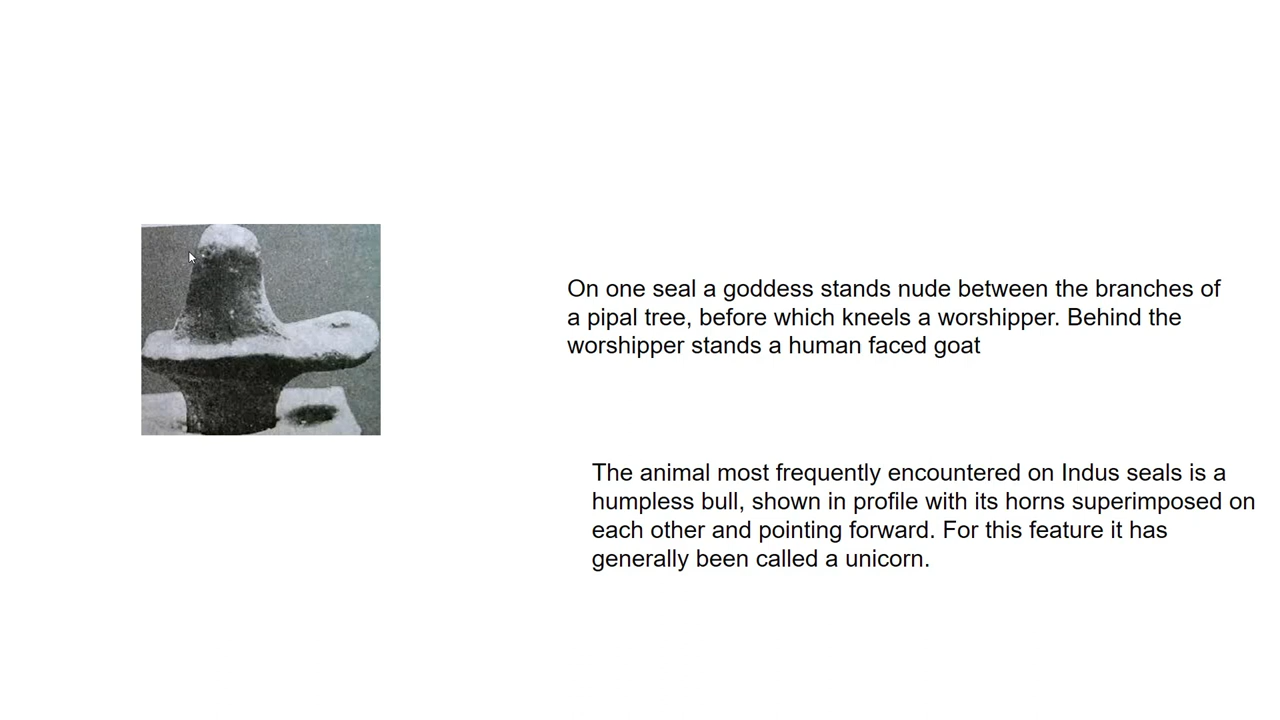 On one seal a goddess stands nude between the branches of
a pipal tree, before which kneels a worshipper. Behind the
worshipper stands a human faced goat
The animal most frequently encountered on Indus seals is a
humpless bull, shown in profile with its horns superimposed on
each other and pointing forward. For this feature it has
generally been called a unicorn.